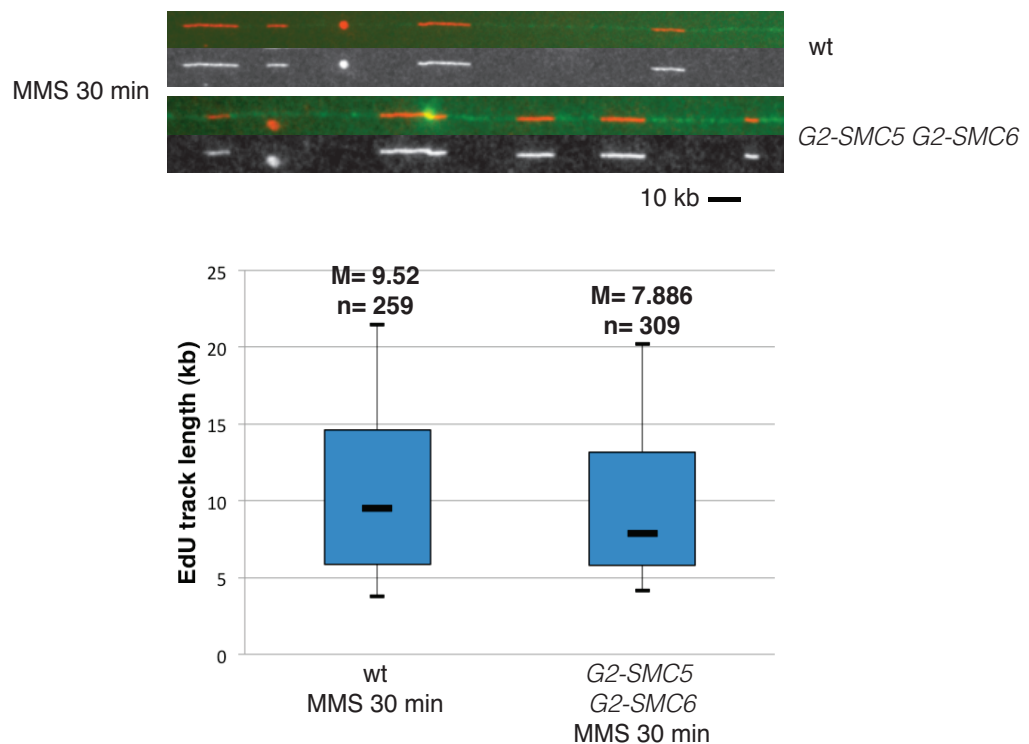 wt
MMS 30 min
G2-SMC5 G2-SMC6
10 kb
25
M= 9.52
n= 259
M= 7.886
n= 309
20
15
10
5
0
EdU track length (kb)
wt
MMS 30 min
G2-SMC5
G2-SMC6
MMS 30 min